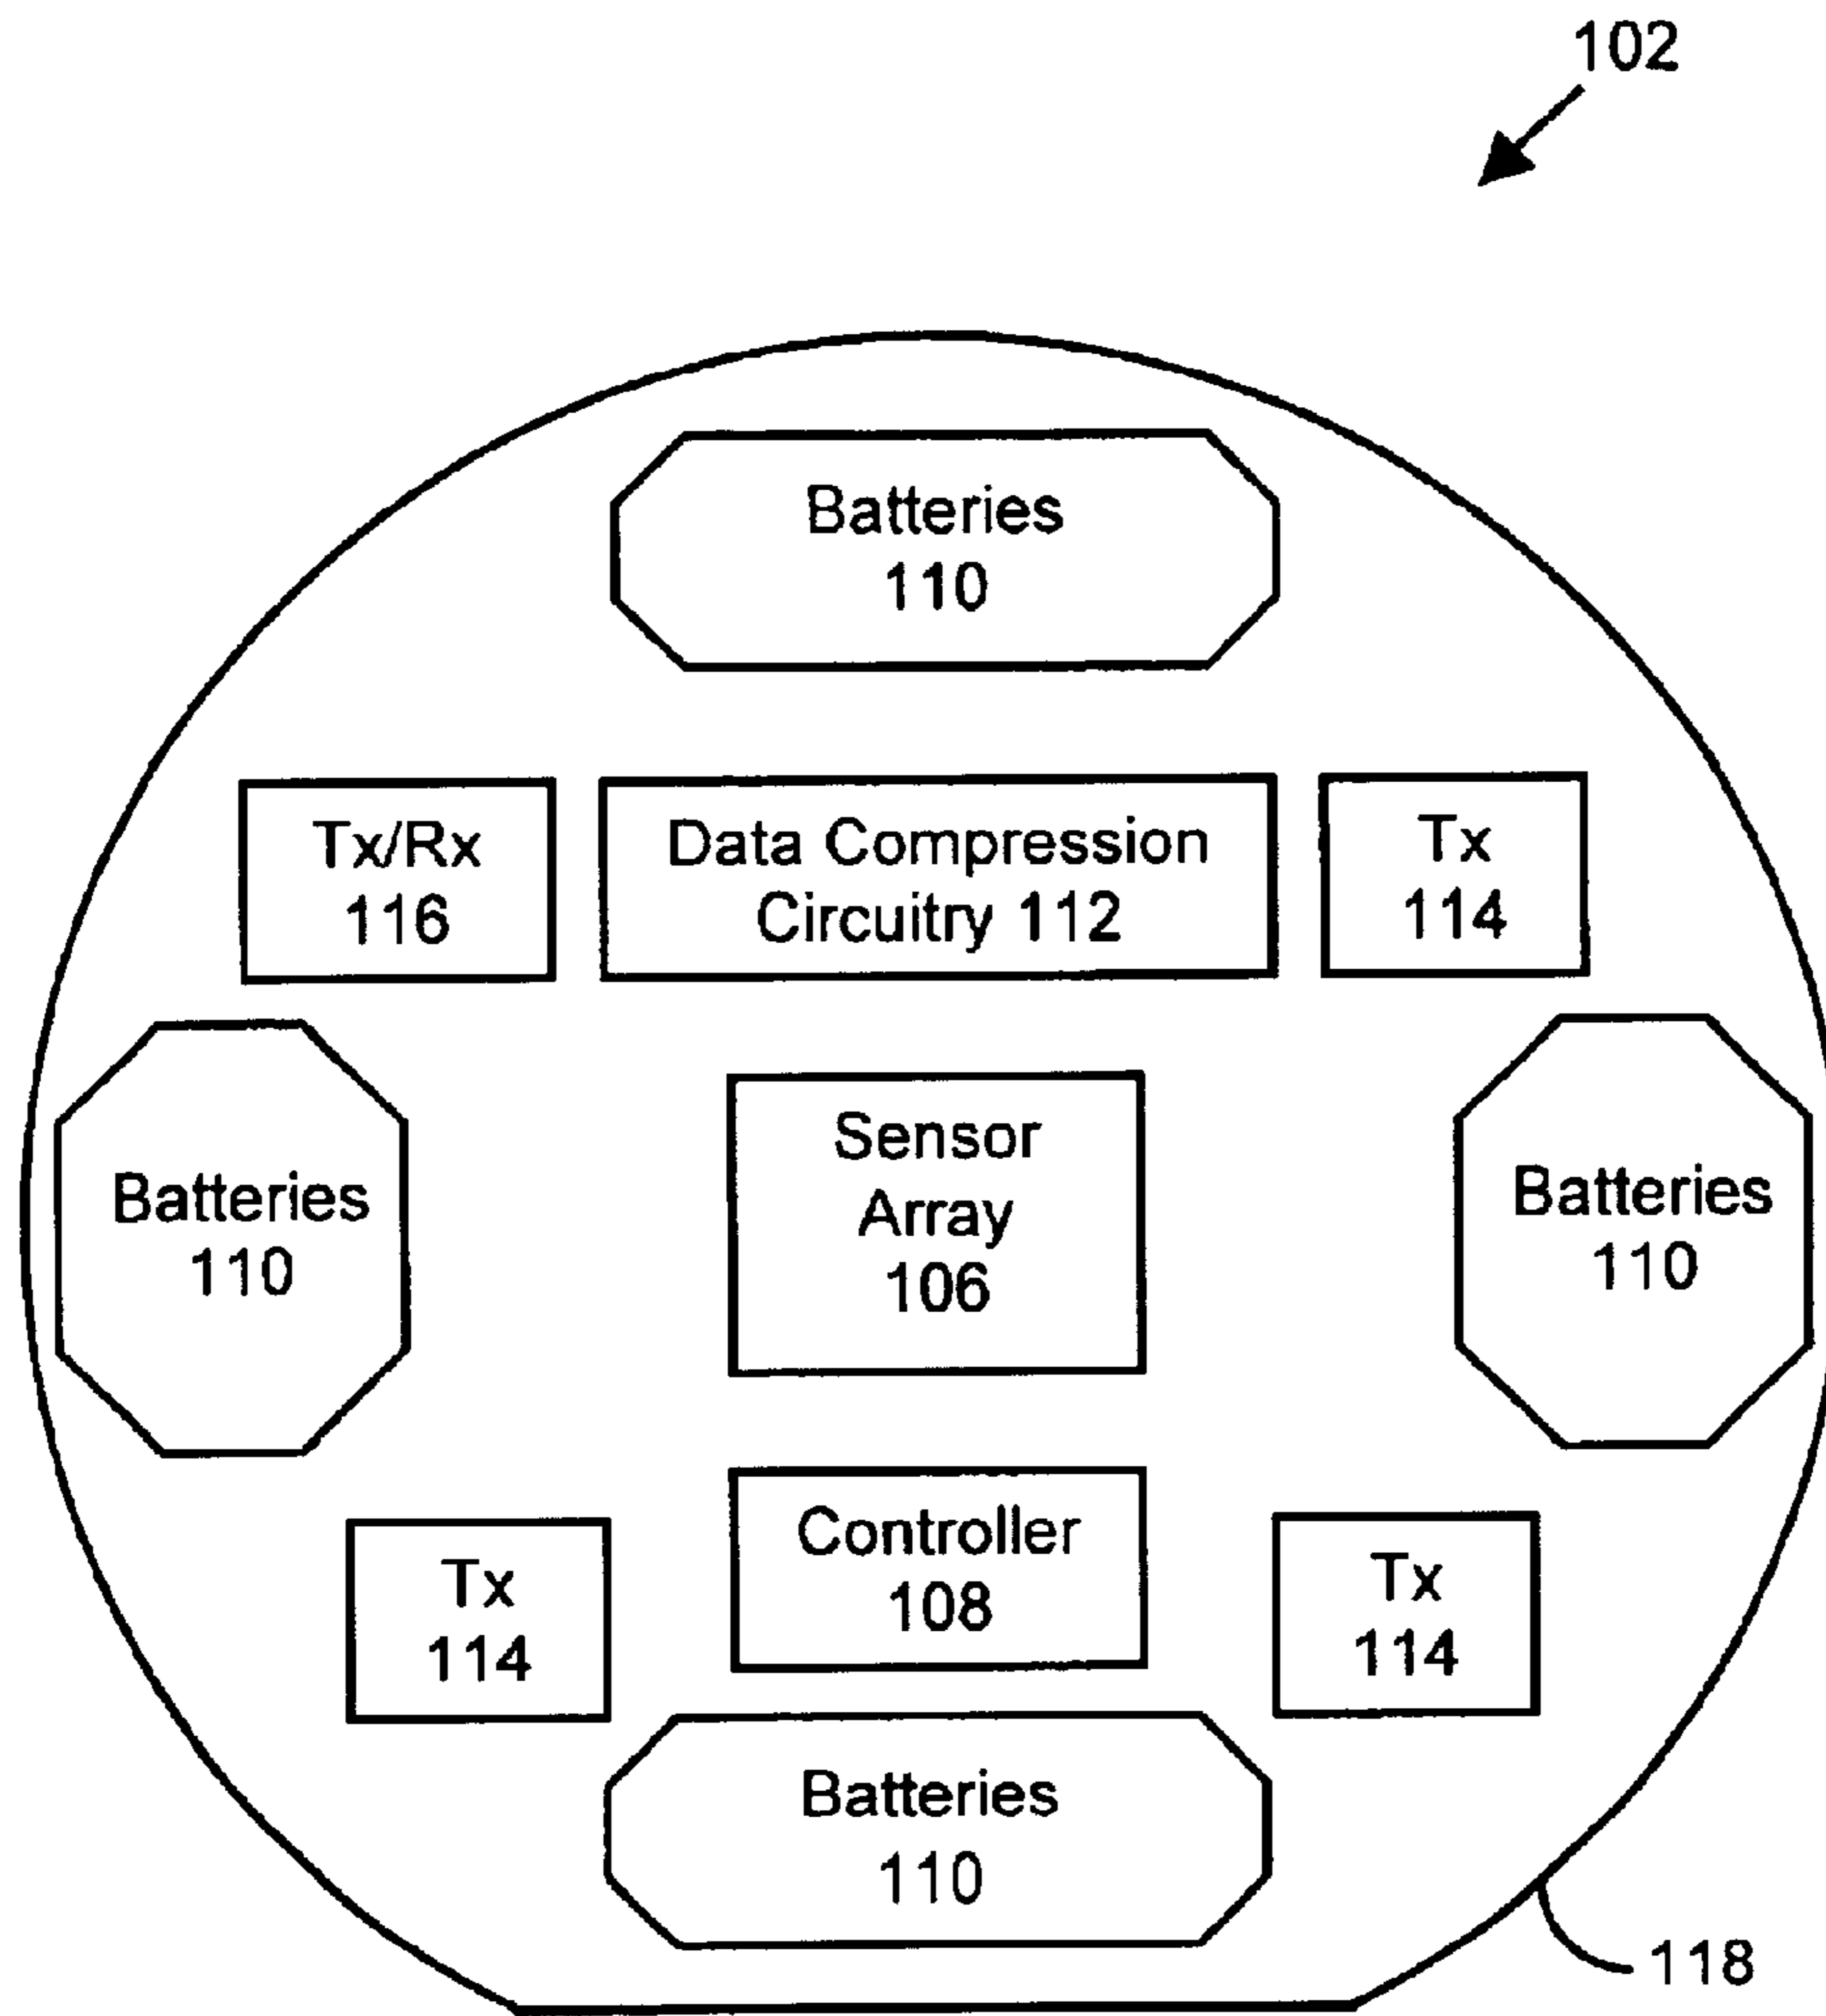 102
Batteries
110
Tx/Rx
116
Data Compression
Circuitry 112
Tx
114
Batteries
110
Sensor
Array
106
Batteries
110
Tx
114
Controller
108
Tx
114
Batteries
110
118